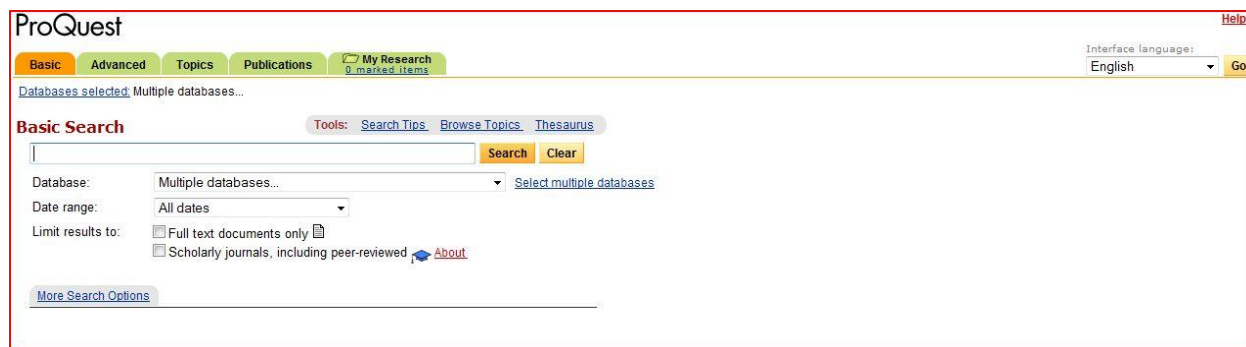 ProQuest
Help
Basic Advanced Topics Publications My Research
0 marked items
Interface language:
English Go
Databases selected: Multiple databases...
Basic Search Tools: Search Tips Browse Topics Thesaurus
Search Clear
Database: Multiple databases... Select multiple databases
Date range: All dates
Limit results to: Full text documents only
Scholarly journals, including peer-reviewed About
More Search Options